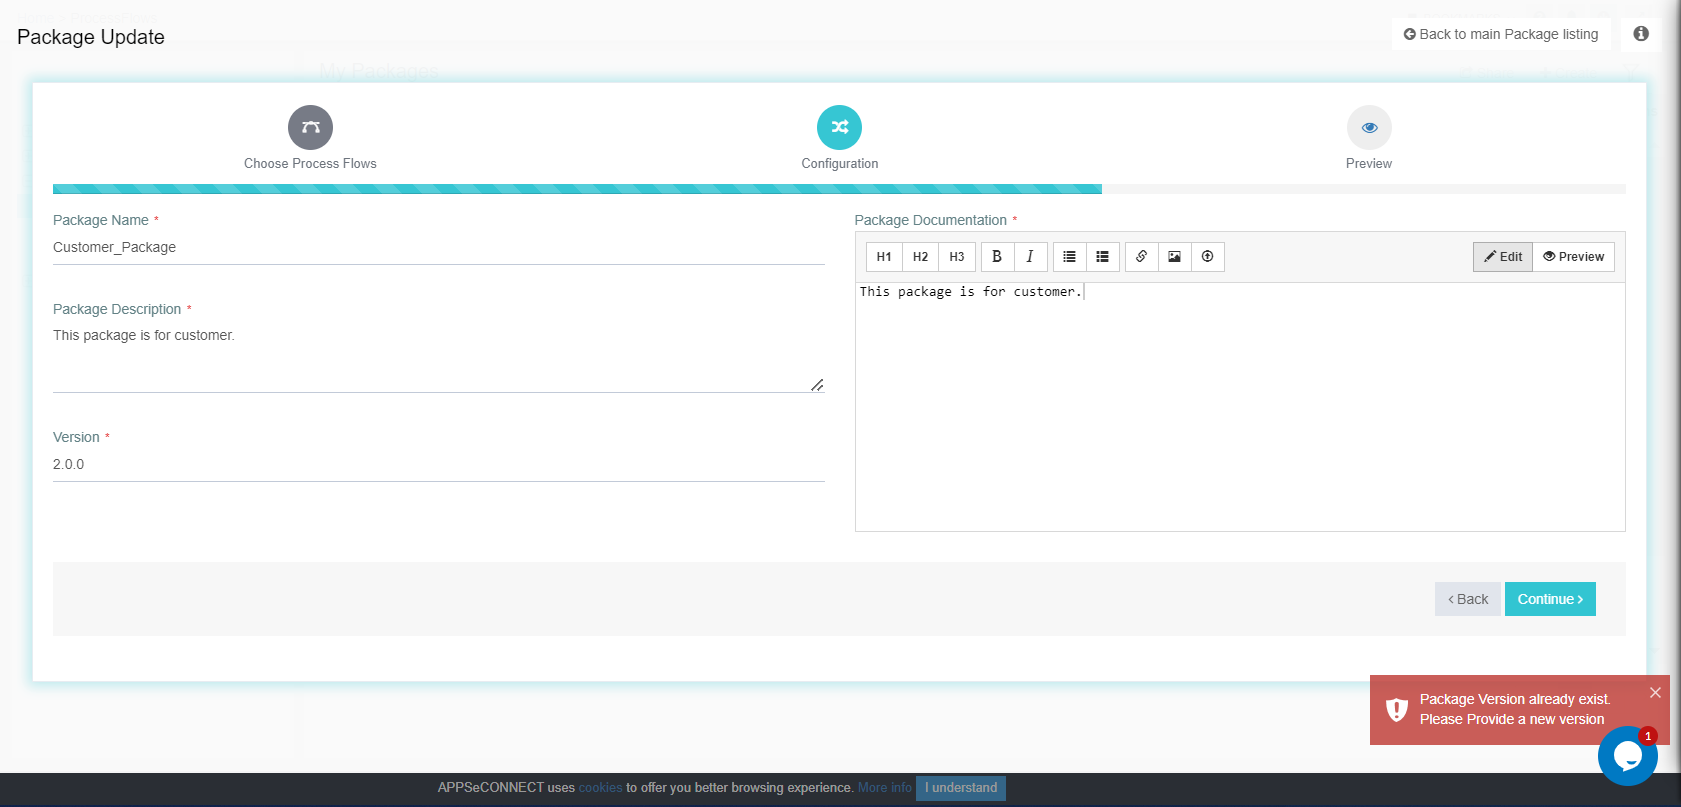 Package Update
Back to main Package listing
My Packages
Choose Process Flows
Configuration
Preview
Package Name *
Customer_Package
Package Description *
This package is for customer.
Version *
2.0.0
Package Documentation *
H1 H2 H3 B I Edit Preview
This package is for customer.
Back Continue
Package Version already exist.
Please Provide a new version
1
APPSeCONNECT uses cookies to offer you better browsing experience. More info I understand